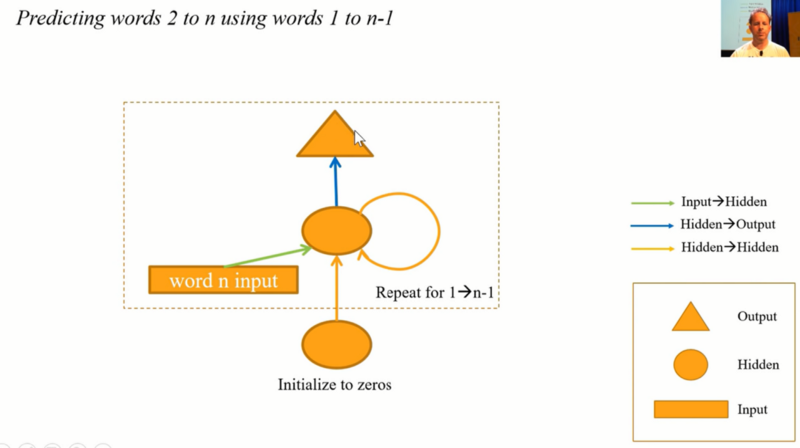 Predicting words 2 to n using words 1 to n-1
Input→Hidden
Hidden→Output
Hidden→Hidden
word n input
Repeat for 1→n-1
Initialize to zeros
Output
Hidden
Input